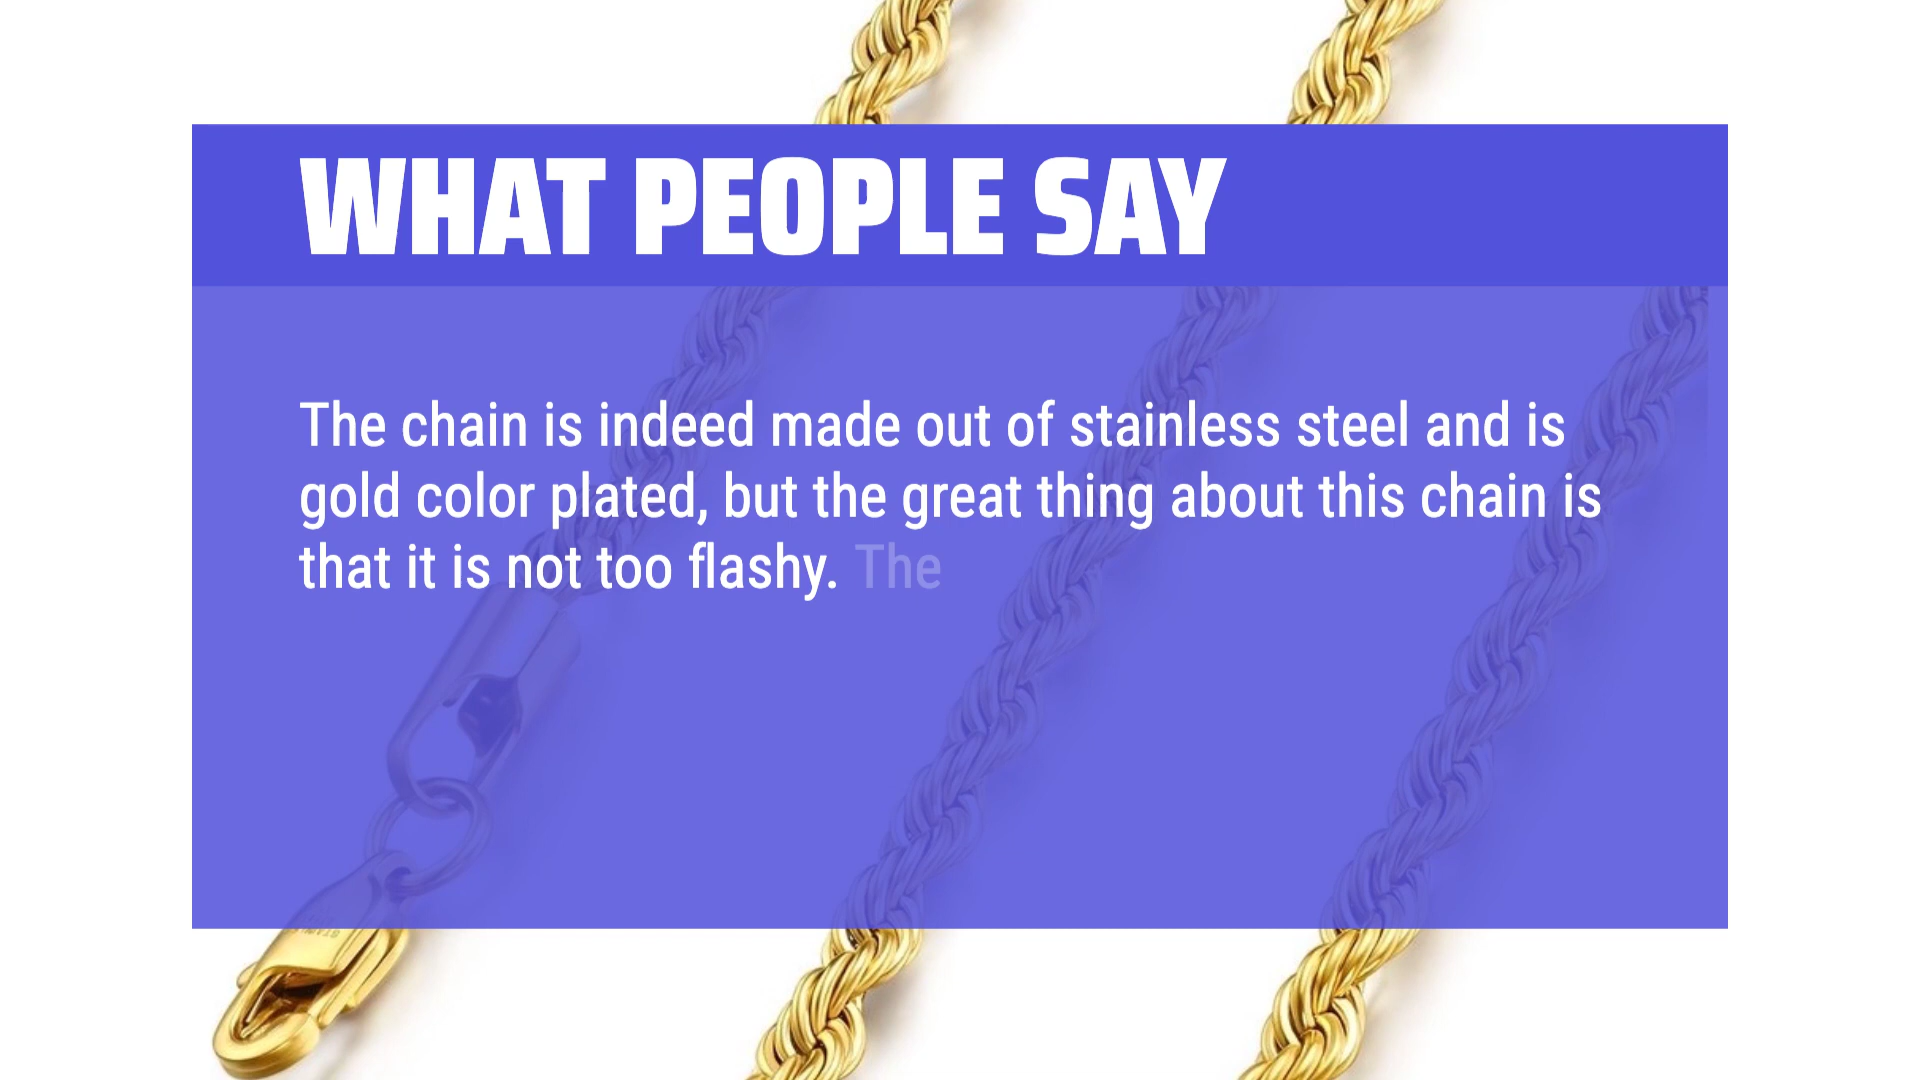 WHAT PEOPLE SAY
The chain is indeed made out of stainless steel and is
gold color plated, but the great thing about this chain is
that it is not too flashy. The